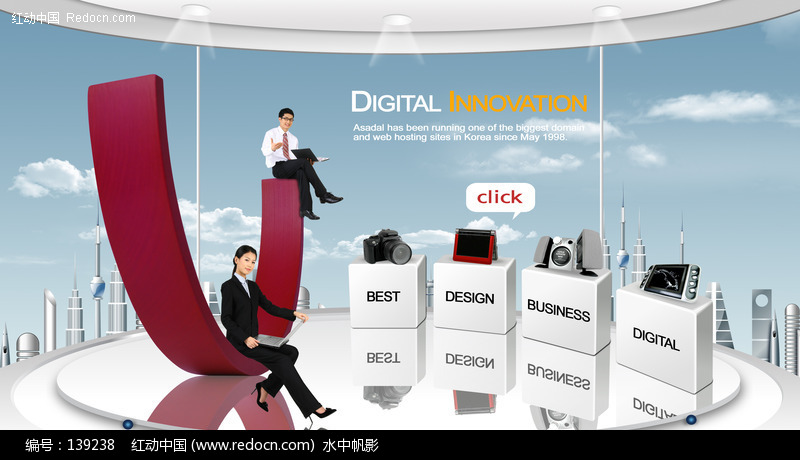 红动中国 Redocn.com
DIGITAL INNOVATION
Asadal has been running one of the biggest domain
and web hosting sites in Korea since May 1998.
click
BEST
DESIGN
BUSINESS
DIGITAL
编号：139238 红动中国 (www.redocn.com) 水中帆影